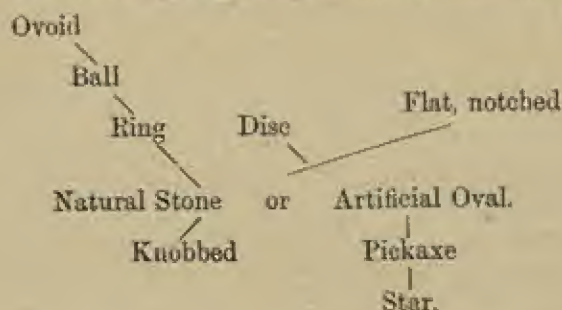 Ovoid
Ball
Flat, notched
Ring Disc
Natural Stone or Artificial Oval.
Knobbed Pickaxe
Star.